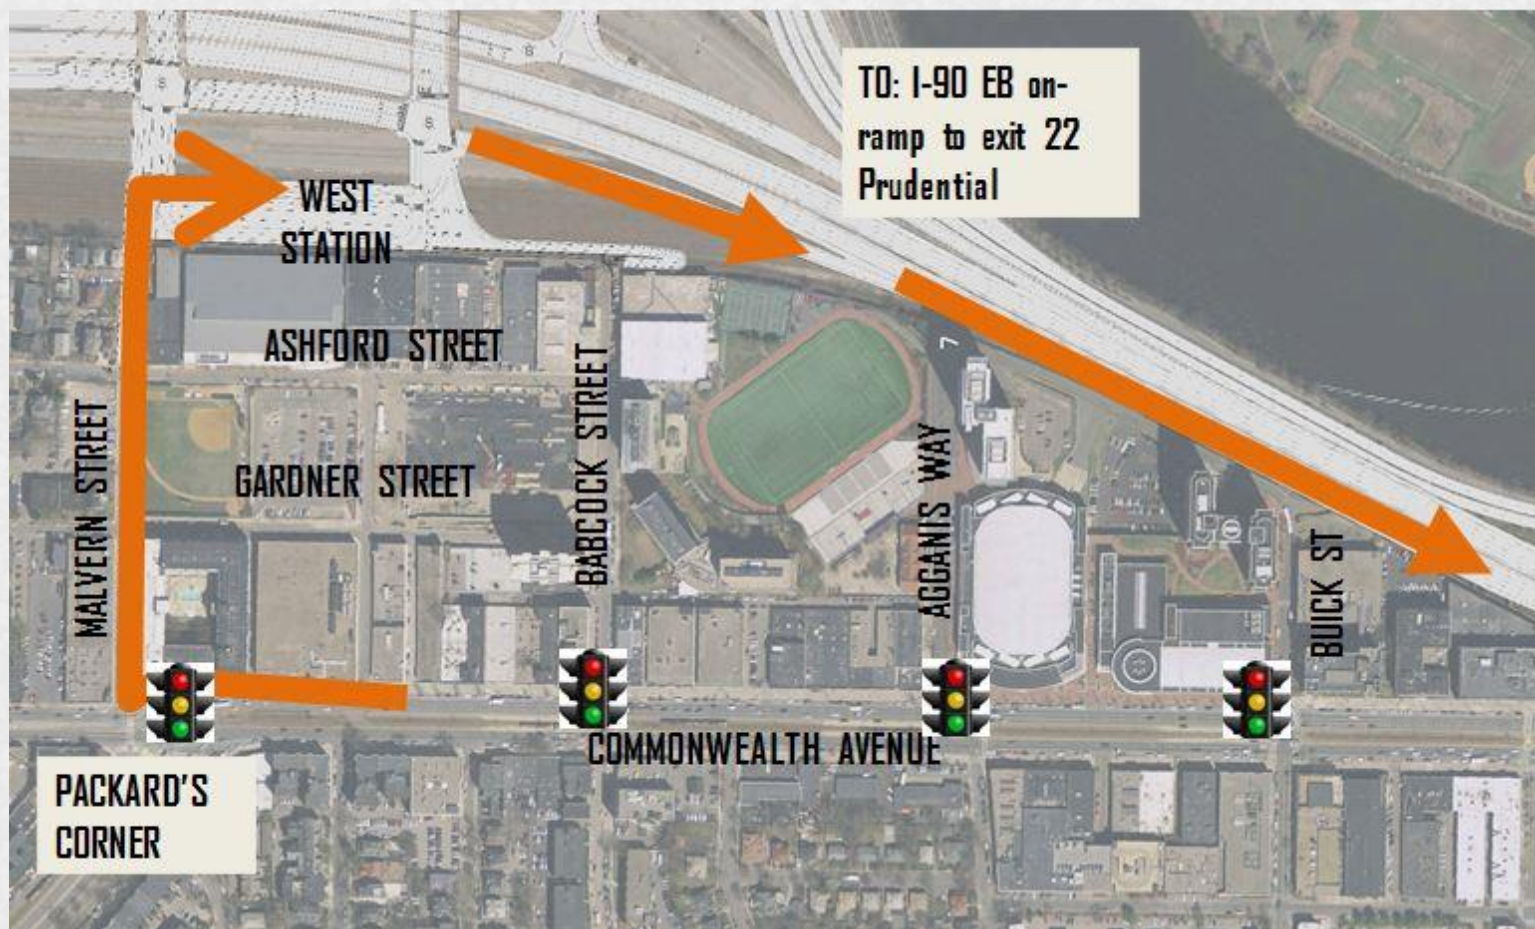 TO: I-90 EB on-
ramp to exit 22
Prudential
WEST
STATION
ASHFORD STREET
BABCOCK STREET
MALVERN STREET
GARDNER STREET
AGGANIS WAY
BUICK ST
COMMONWEALTH AVENUE
PACKARD'S
CORNER